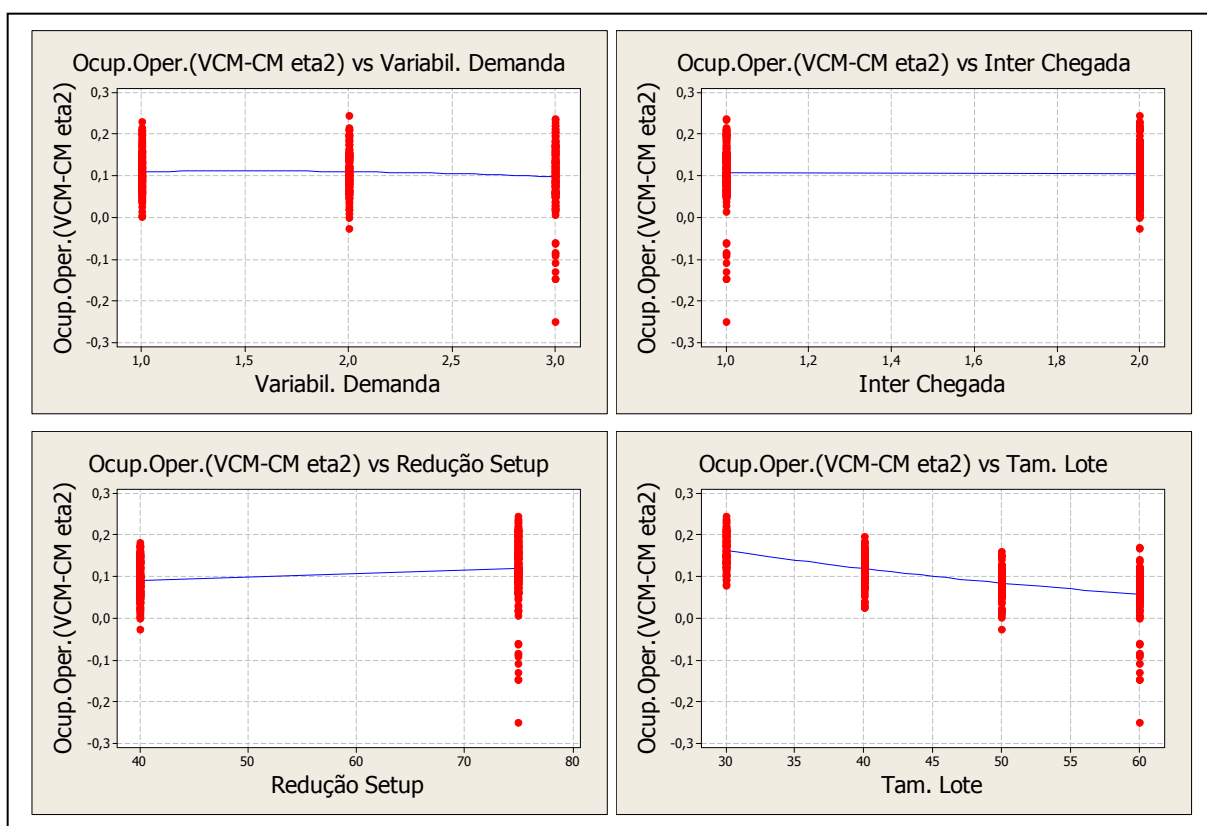 Ocup.Oper.(VCM-CM eta2) vs Variabil. Demanda
Ocup.Oper.(VCM-CM eta2)
0,3
0,2
0,1
0,0
-0,1
-0,2
-0,3
1,0 1,5 2,0 2,5 3,0
Variabil. Demanda
Ocup.Oper.(VCM-CM eta2) vs Inter Chegada
Ocup.Oper.(VCM-CM eta2)
0,3
0,2
0,1
0,0
-0,1
-0,2
-0,3
1,0 1,2 1,4 1,6 1,8 2,0
Inter Chegada
Ocup.Oper.(VCM-CM eta2) vs Redução Setup
Ocup.Oper.(VCM-CM eta2)
0,3
0,2
0,1
0,0
-0,1
-0,2
-0,3
40 50 60 70 80
Redução Setup
Ocup.Oper.(VCM-CM eta2) vs Tam. Lote
Ocup.Oper.(VCM-CM eta2)
0,3
0,2
0,1
0,0
-0,1
-0,2
-0,3
30 35 40 45 50 55 60
Tam. Lote